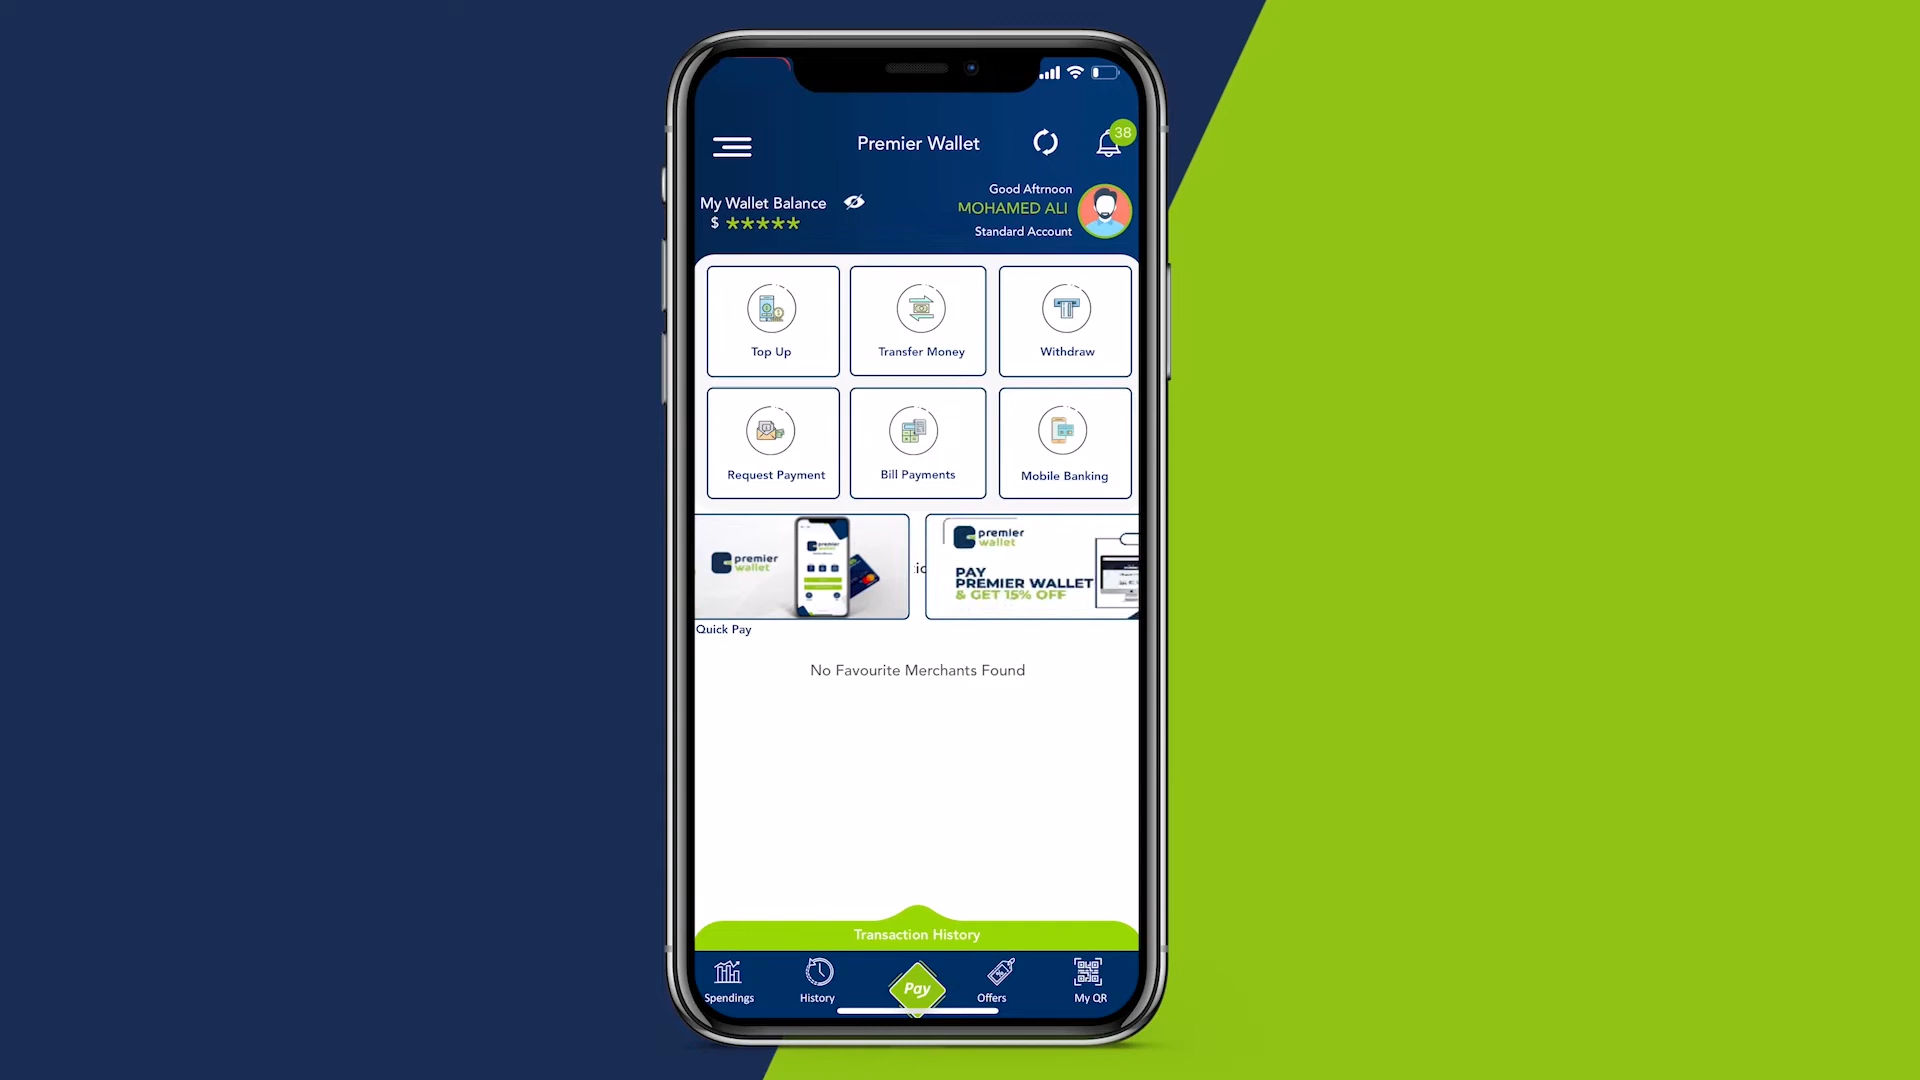 Premier Wallet
38
My Wallet Balance
$ *****
Good Aftrnoon
MOHAMED ALI
Standard Account
Top Up
Transfer Money
Withdraw
Request Payment
Bill Payments
Mobile Banking
premier
wallet
premier
wallet
PAY
PREMIER WALLET
& GET 15% OFF
Quick Pay
No Favourite Merchants Found
Transaction History
Spendings
History
Pay
Offers
My QR